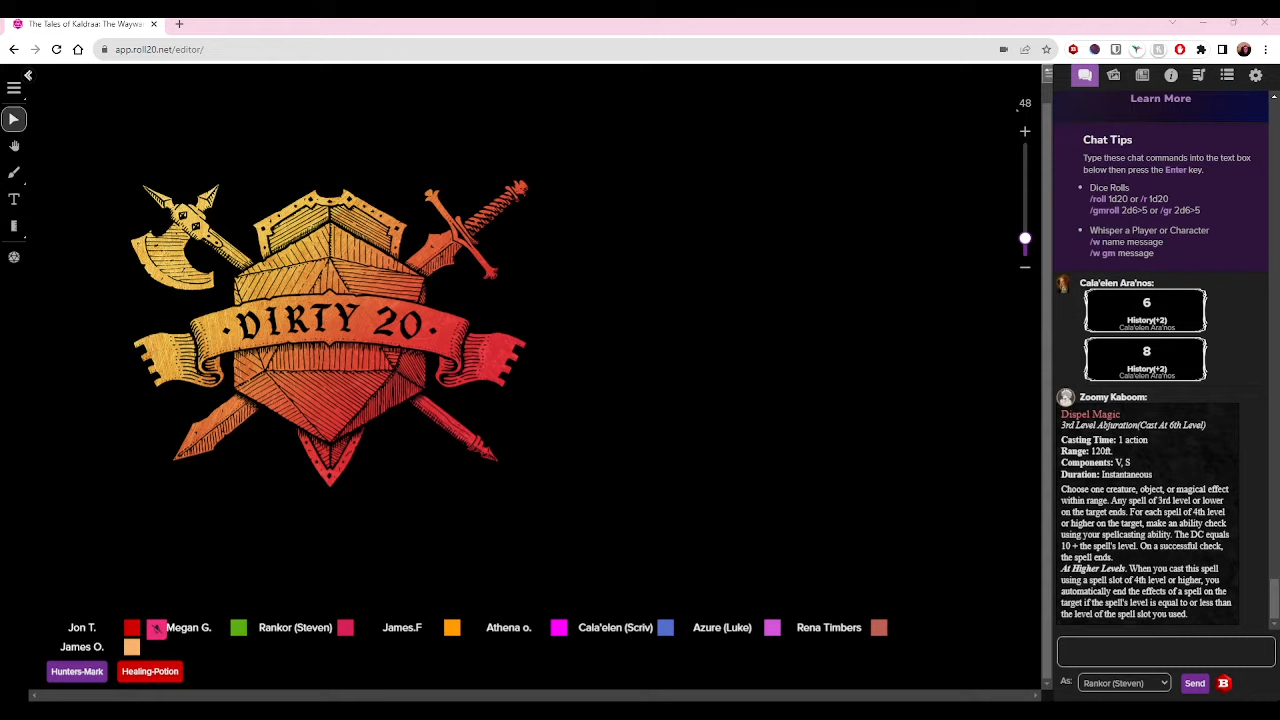 The Tales of Kaldraa: The Waywa
app.roll20.net/editor/
48
· DIRTY 20 ·
Jon T.
Megan G.
Rankor (Steven)
James.F
Athena o.
Cala'elen (Scriv)
Azure (Luke)
Rena Timbers
James O.
Hunters-Mark
Healing-Potion
Learn More
Chat Tips
Type these chat commands into the text box
below then press the Enter key.
• Dice Rolls
/roll 1d20 or /r 1d20
/gmroll 2d6>5 or /gr 2d6>5
• Whisper a Player or Character
/w name message
/w gm message
Cala'elen Ara'nos:
6
History(+2)
Cala'elen Ara'nos
8
History(+2)
Cala'elen Ara'nos
Zoomy Kaboom:
Dispel Magic
3rd Level Abjuration(Cast At 6th Level)
Casting Time: 1 action
Range: 120ft.
Components: V, S
Duration: Instantaneous
Choose one creature, object, or magical effect
within range. Any spell of 3rd level or lower
on the target ends. For each spell of 4th level
or higher on the target, make an ability check
using your spellcasting ability. The DC equals
10 + the spell's level. On a successful check,
the spell ends.
At Higher Levels. When you cast this spell
using a spell slot of 4th level or higher, you
automatically end the effects of a spell on the
target if the spell's level is equal to or less than
the level of the spell slot you used.
As:
Rankor (Steven)
Send
B